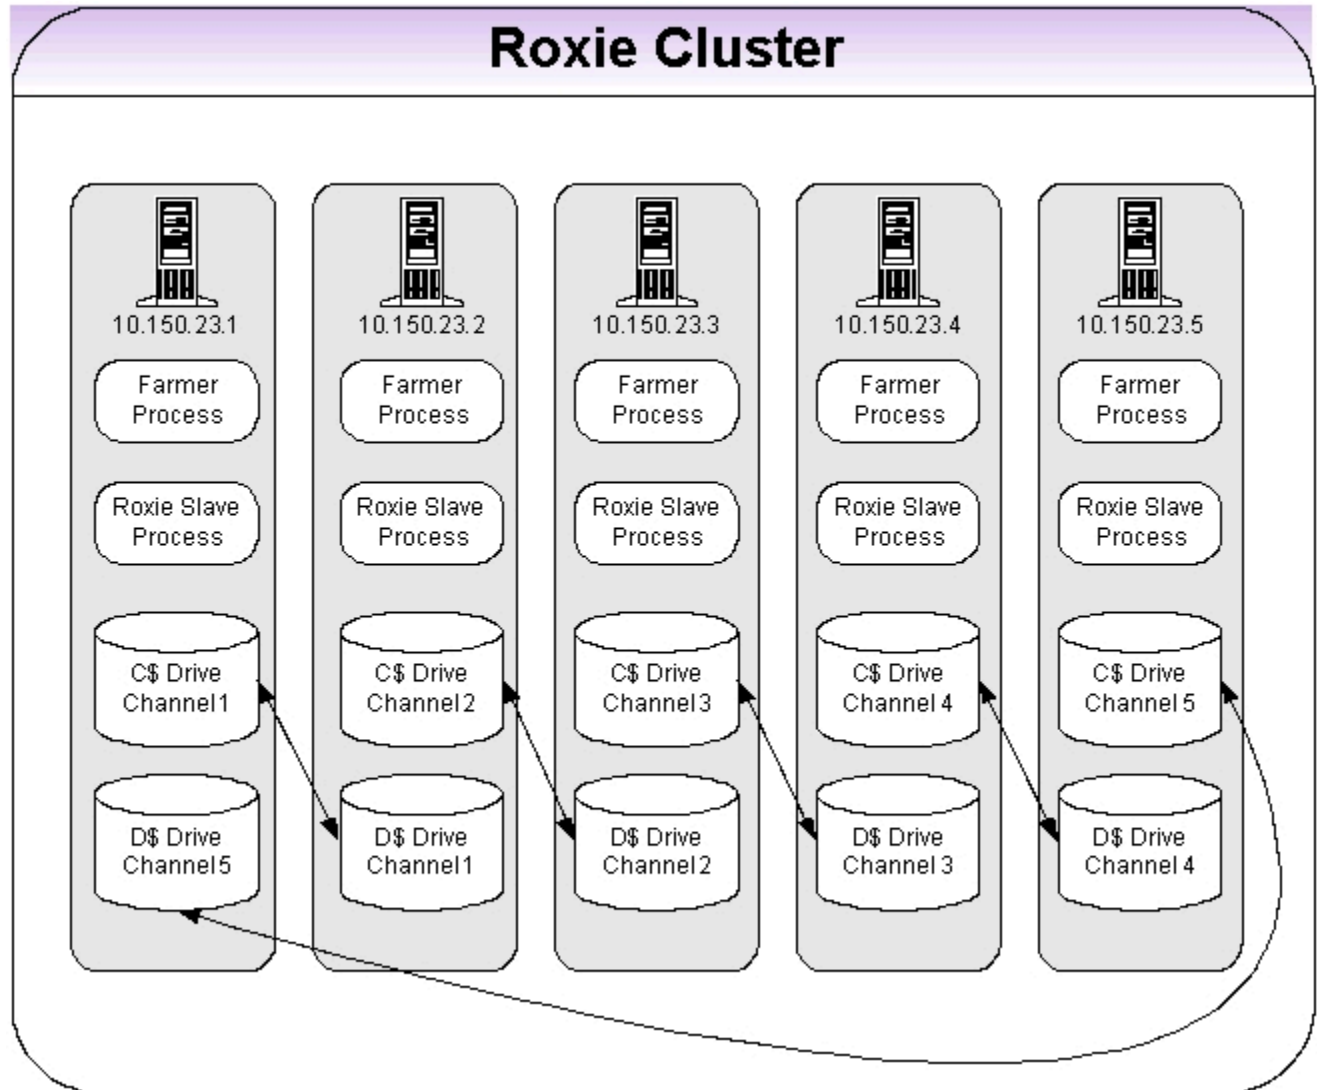 Roxie Cluster
10.150.23.1
10.150.23.2
10.150.23.3
10.150.23.4
10.150.23.5
Farmer
Process
Farmer
Process
Farmer
Process
Farmer
Process
Farmer
Process
Roxie Slave
Process
Roxie Slave
Process
Roxie Slave
Process
Roxie Slave
Process
Roxie Slave
Process
C$ Drive
Channel 1
C$ Drive
Channel 2
C$ Drive
Channel 3
C$ Drive
Channel 4
C$ Drive
Channel 5
D$ Drive
Channel 5
D$ Drive
Channel 1
D$ Drive
Channel 2
D$ Drive
Channel 3
D$ Drive
Channel 4